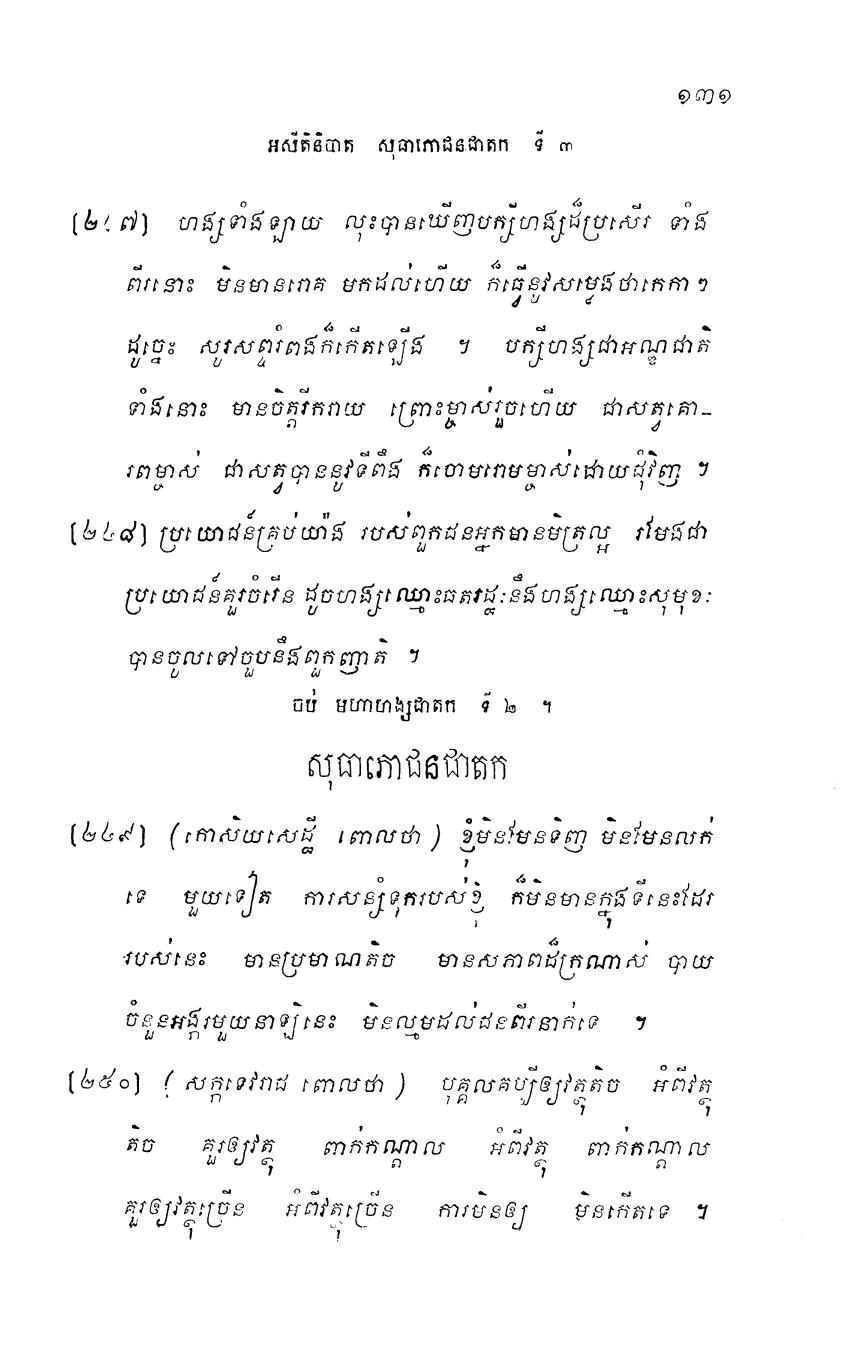 ១៣១
អសីតិនិបាត សុធាភោជនជាតក ទី ៣
[២៤៧] ហង្សទាំងឡាយ លុះបានឃើញបក្សីហង្សដ៏ប្រសើរ ទាំង
ពីរនោះ មិនមានរោគ មកដល់ហើយ ក៏ធ្វើនូវសម្ដេងថាកេកា ៗ
ដូច្នេះ សូរសព្ទរំពងក៏កើតឡើង ។ បក្សីហង្សជាអណ្ឌជាតិ
ទាំងនោះ មានចិត្តរីករាយ ព្រោះម្ចាស់រួចហើយ ជាសត្វគោ-
រពម្ចាស់ ជាសត្វបាននូវទីពឹង ក៏ចោមរោមម្ចាស់ដោយជុំវិញ ។
[២៤៨] ប្រយោជន៍គ្រប់យ៉ាង របស់ពួកជនអ្នកមានមិត្រល្អ រមែងជា
ប្រយោជន៍គួរចំរើន ដូចហង្សឈ្មោះធតរដ្ឋៈនឹងហង្សឈ្មោះសុមុខៈ
បានចូលទៅចួបនឹងពួកញាតិ ។
ចប់ មហាហង្សជាតក ទី ២ ។
សុធាភោជនជាតក
[២៤៩] (កោសិយសេដ្ឋី ពោលថា) ខ្ញុំមិនមែនទិញ មិនមែនលក់
ទេ មួយទៀត ការសន្សំទុករបស់ខ្ញុំ ក៏មិនមានក្នុងទីនេះដែរ
របស់នេះ មានប្រមាណតិច មានសភាពដ៏ក្រណាស់ បាយ
ចំនួនអង្ករមួយនាឡិនេះ មិនល្មមដល់ជនពីរនាក់ទេ ។
[២៥០] (សក្កទេវរាជ ពោលថា) បុគ្គលគប្បីឲ្យវត្ថុតិច អំពីវត្ថុ
តិច គួរឲ្យវត្ថុ ពាក់កណ្ដាល អំពីវត្ថុ ពាក់កណ្ដាល
គួរឲ្យវត្ថុច្រើន អំពីវត្ថុច្រើន ការមិនឲ្យ មិនកើតទេ ។